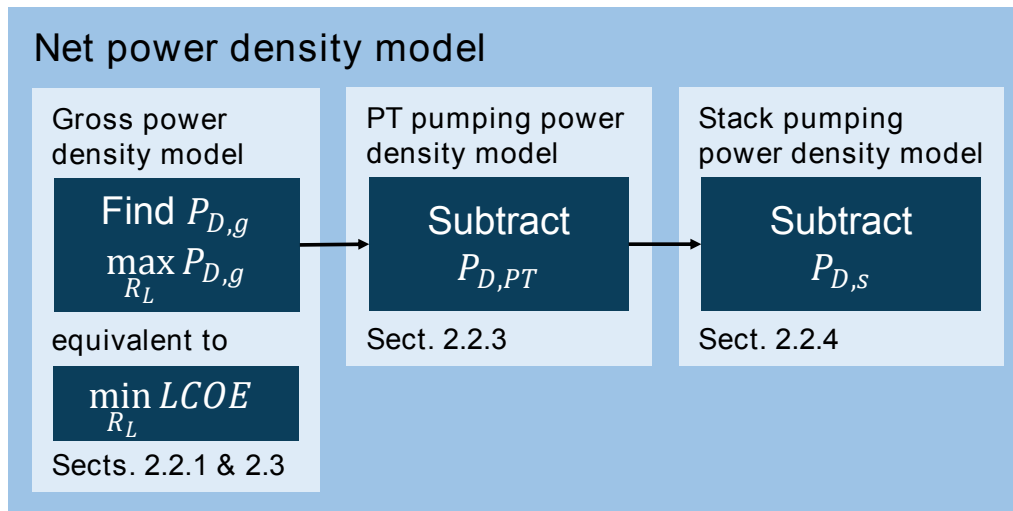 Net power density model
Gross power
density model
Find $P_{D,g}$
$\max_{R_L} P_{D,g}$
equivalent to
$\min_{R_L} LCOE$
Sects. 2.2.1 & 2.3
PT pumping power
density model
Subtract
$P_{D,PT}$
Sect. 2.2.3
Stack pumping
power density model
Subtract
$P_{D,s}$
Sect. 2.2.4